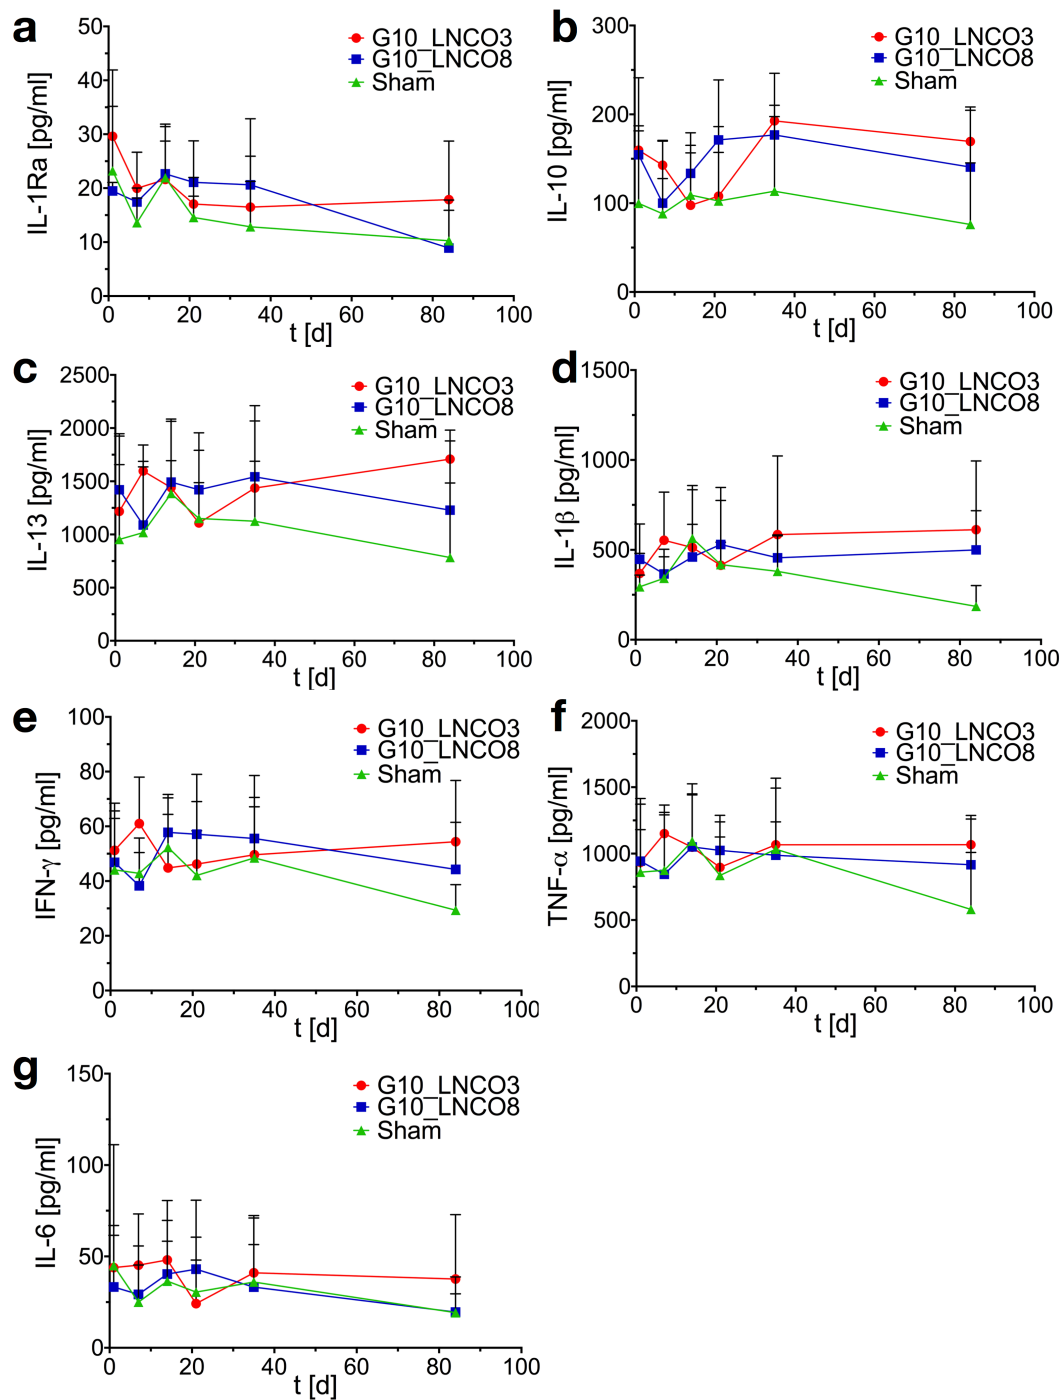 a
IL-1Ra [pg/ml]
50
40
30
20
10
0
0 20 40 60 80 100
t [d]
G10_LNCO3
G10_LNCO8
Sham
b
IL-10 [pg/ml]
300
200
100
0
0 20 40 60 80 100
t [d]
G10_LNCO3
G10_LNCO8
Sham
c
IL-13 [pg/ml]
2500
2000
1500
1000
500
0
0 20 40 60 80 100
t [d]
G10_LNCO3
G10_LNCO8
Sham
d
IL-1β [pg/ml]
1500
1000
500
0
0 20 40 60 80 100
t [d]
G10_LNCO3
G10_LNCO8
Sham
e
IFN-γ [pg/ml]
100
80
60
40
20
0
0 20 40 60 80 100
t [d]
G10_LNCO3
G10_LNCO8
Sham
f
TNF-α [pg/ml]
2000
1500
1000
500
0
0 20 40 60 80 100
t [d]
G10_LNCO3
G10_LNCO8
Sham
g
IL-6 [pg/ml]
150
100
50
0
0 20 40 60 80 100
t [d]
G10_LNCO3
G10_LNCO8
Sham